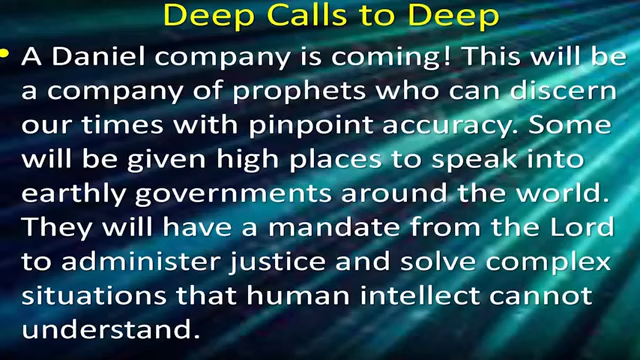 Deep Calls to Deep
• A Daniel company is coming! This will be
a company of prophets who can discern
our times with pinpoint accuracy. Some
will be given high places to speak into
earthly governments around the world.
They will have a mandate from the Lord
to administer justice and solve complex
situations that human intellect cannot
understand.